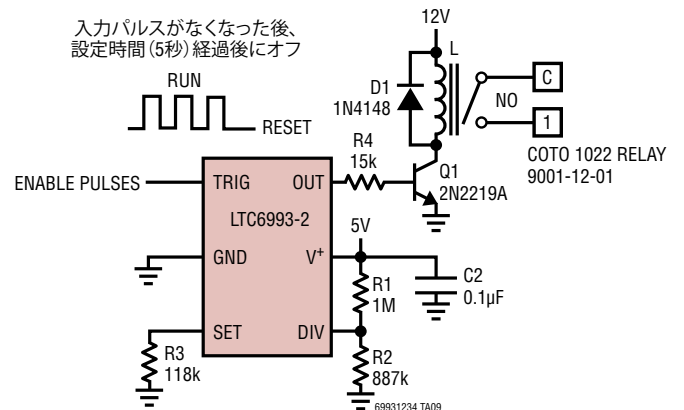 入力パルスがなくなった後、
設定時間(5秒)経過後にオフ
RUN
RESET
ENABLE PULSES
TRIG
OUT
LTC6993-2
GND
V+
SET
DIV
R3
118k
R4
15k
5V
R1
1M
R2
887k
C2
0.1µF
12V
L
D1
1N4148
Q1
2N2219A
NO
C
1
COTO 1022 RELAY
9001-12-01
69931234 TA09